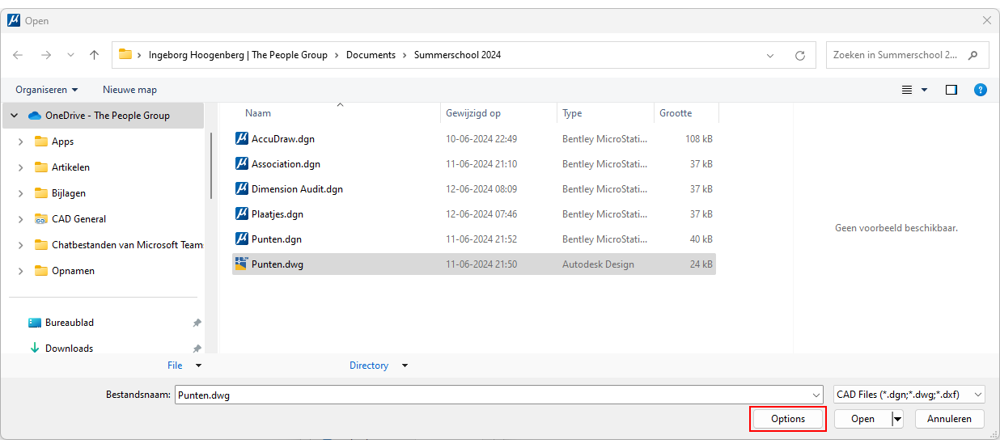 Open
Ingeborg Hoogenberg | The People Group > Documents > Summerschool 2024
Zoeken in Summerschool 2...
Organiseren Nieuwe map
OneDrive - The People Group
Apps
Artikelen
Bijlagen
CAD General
Chatbestanden van Microsoft Teams
Opnamen
Bureaublad
Downloads
Naam Gewijzigd op Type Grootte
AccuDraw.dgn 10-06-2024 22:49 Bentley MicroStati... 108 kB
Association.dgn 11-06-2024 21:10 Bentley MicroStati... 37 kB
Dimension Audit.dgn 12-06-2024 08:09 Bentley MicroStati... 37 kB
Plaatjes.dgn 12-06-2024 07:46 Bentley MicroStati... 37 kB
Punten.dgn 11-06-2024 21:52 Bentley MicroStati... 40 kB
Punten.dwg 11-06-2024 21:50 Autodesk Design 24 kB
Geen voorbeeld beschikbaar.
File Directory
Bestandsnaam: Punten.dwg CAD Files (*.dgn;*.dwg;*.dxf)
Options Open Annuleren